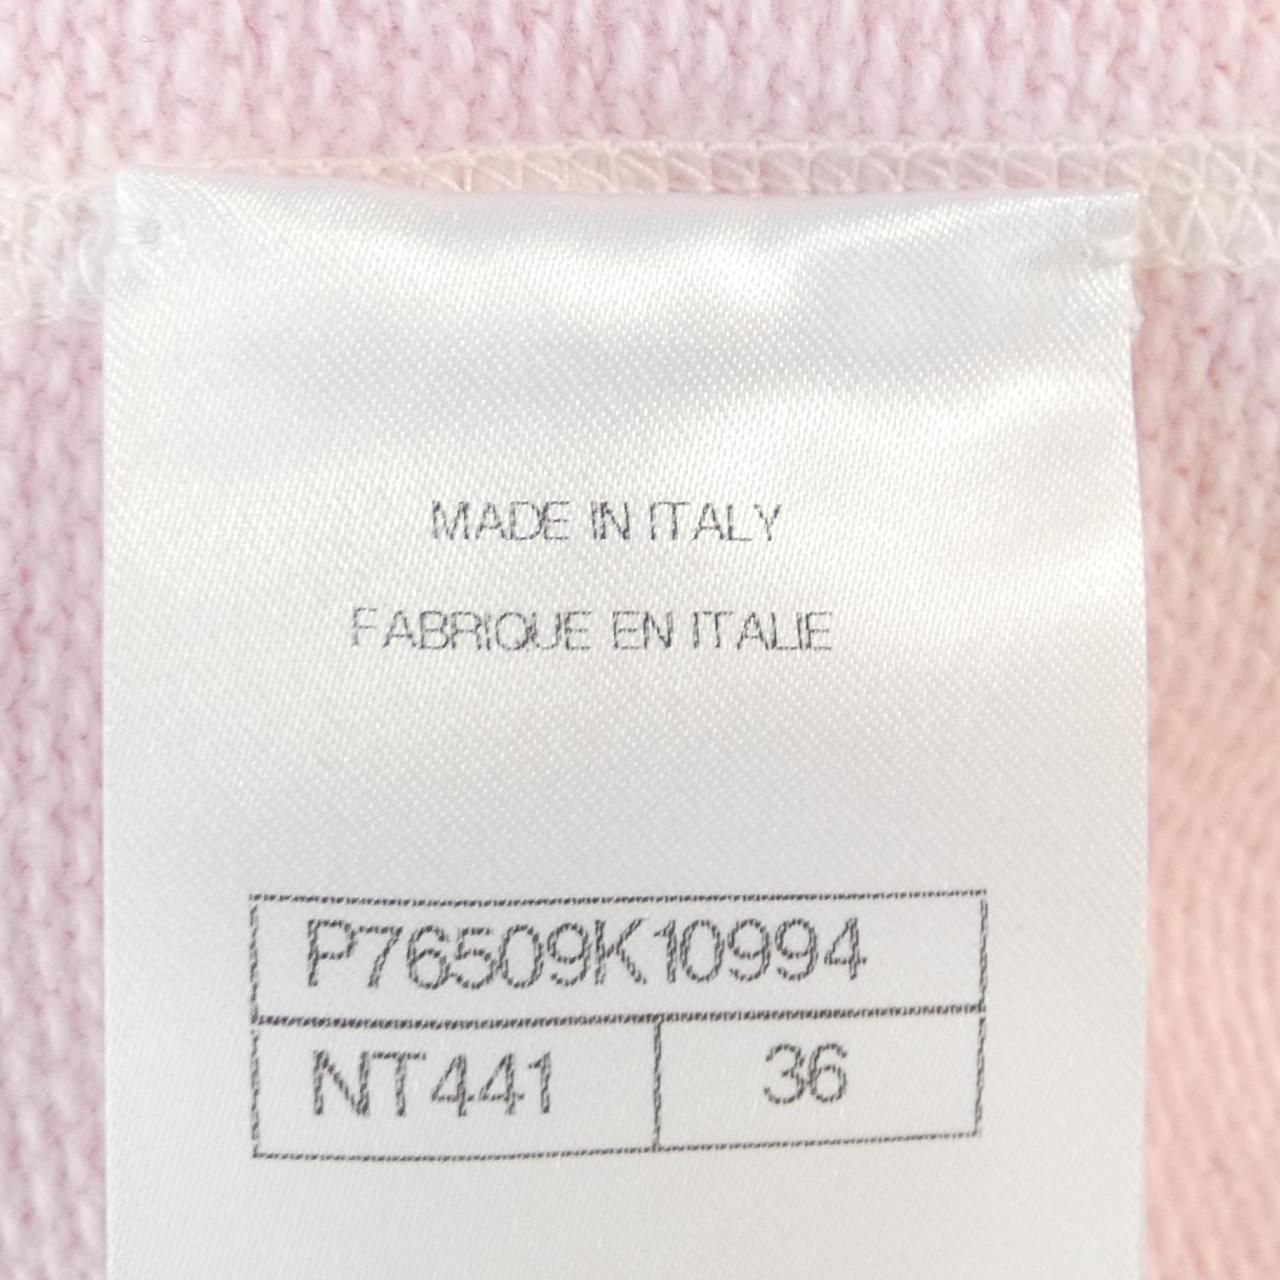 MADE IN ITALY
FABRIQUE EN ITALIE
P76509K10994
NT441 36